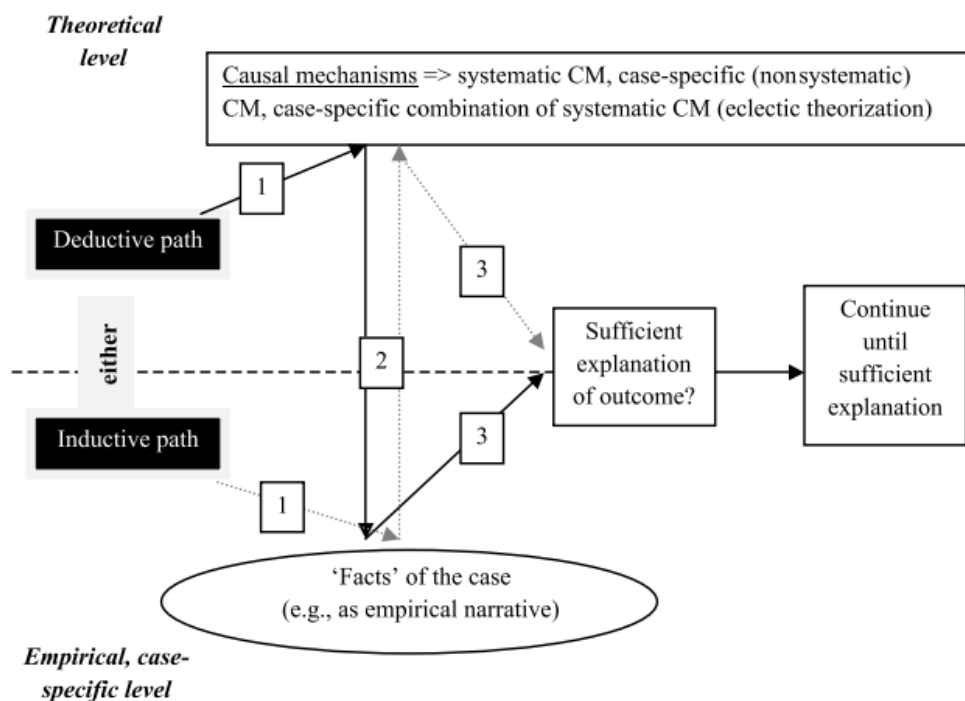 Theoretical
level
Causal mechanisms => systematic CM, case-specific (nonsystematic)
CM, case-specific combination of systematic CM (eclectic theorization)
1
Deductive path
3
either
2
Sufficient
explanation
of outcome?
Continue
until
sufficient
explanation
Inductive path
3
1
‘Facts’ of the case
(e.g., as empirical narrative)
Empirical, case-
specific level